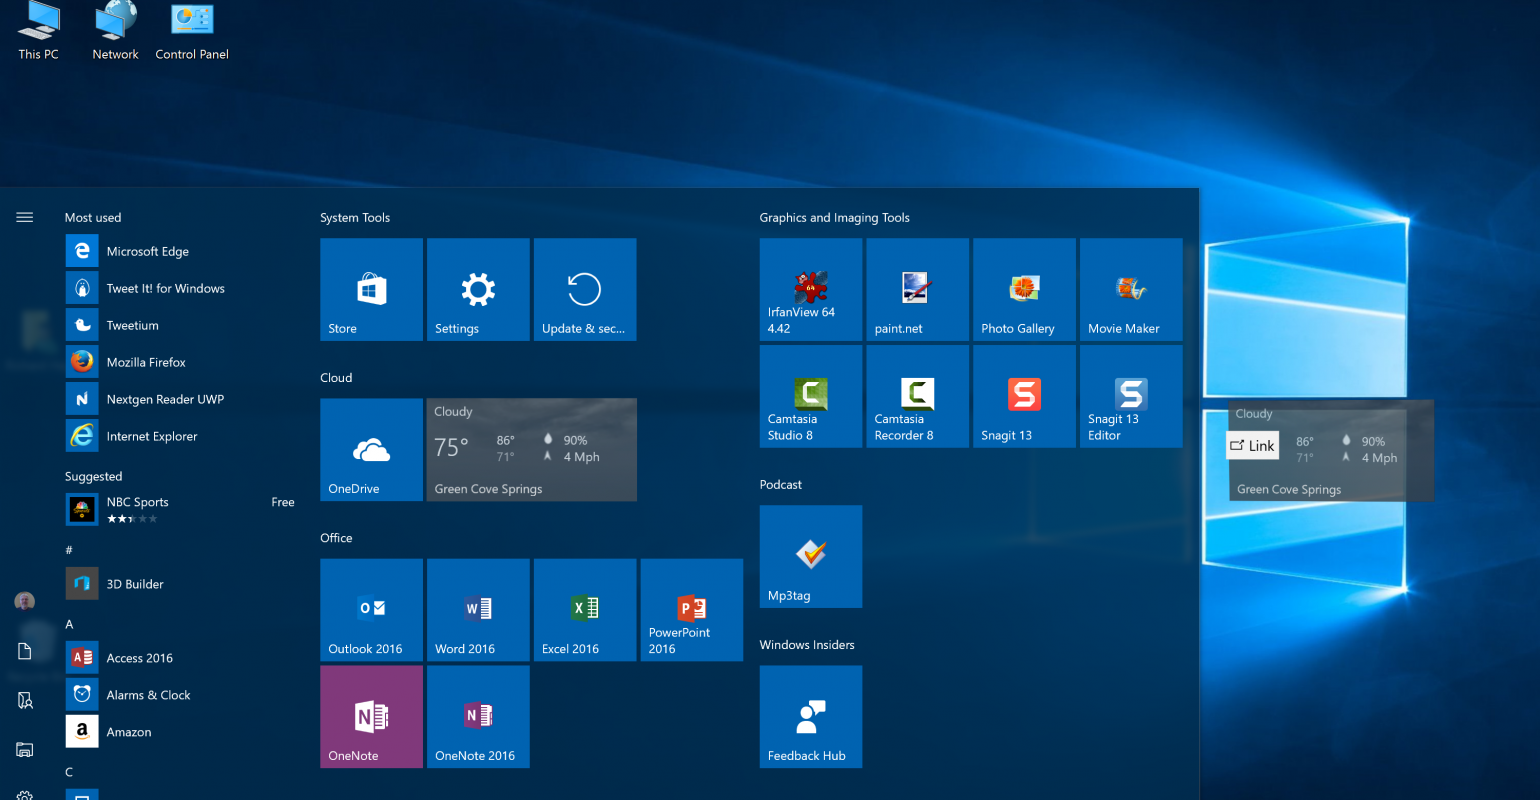 This PC
Network
Control Panel
Most used
Microsoft Edge
Tweet It! for Windows
Tweetium
Mozilla Firefox
Nextgen Reader UWP
Internet Explorer
Suggested
NBC Sports
Free
#
3D Builder
A
Access 2016
Alarms & Clock
Amazon
C
System Tools
Store
Settings
Update & sec...
Cloud
OneDrive
Cloudy
75°
86°
90%
71°
4 Mph
Green Cove Springs
Office
Outlook 2016
Word 2016
Excel 2016
PowerPoint
2016
OneNote
OneNote 2016
Graphics and Imaging Tools
64
IrfanView 64
4.42
paint.net
Photo Gallery
Movie Maker
Camtasia
Studio 8
Camtasia
Recorder 8
Snagit 13
Snagit 13
Editor
Podcast
Mp3tag
Windows Insiders
Feedback Hub
Cloudy
Link
86°
90%
71°
4 Mph
Green Cove Springs